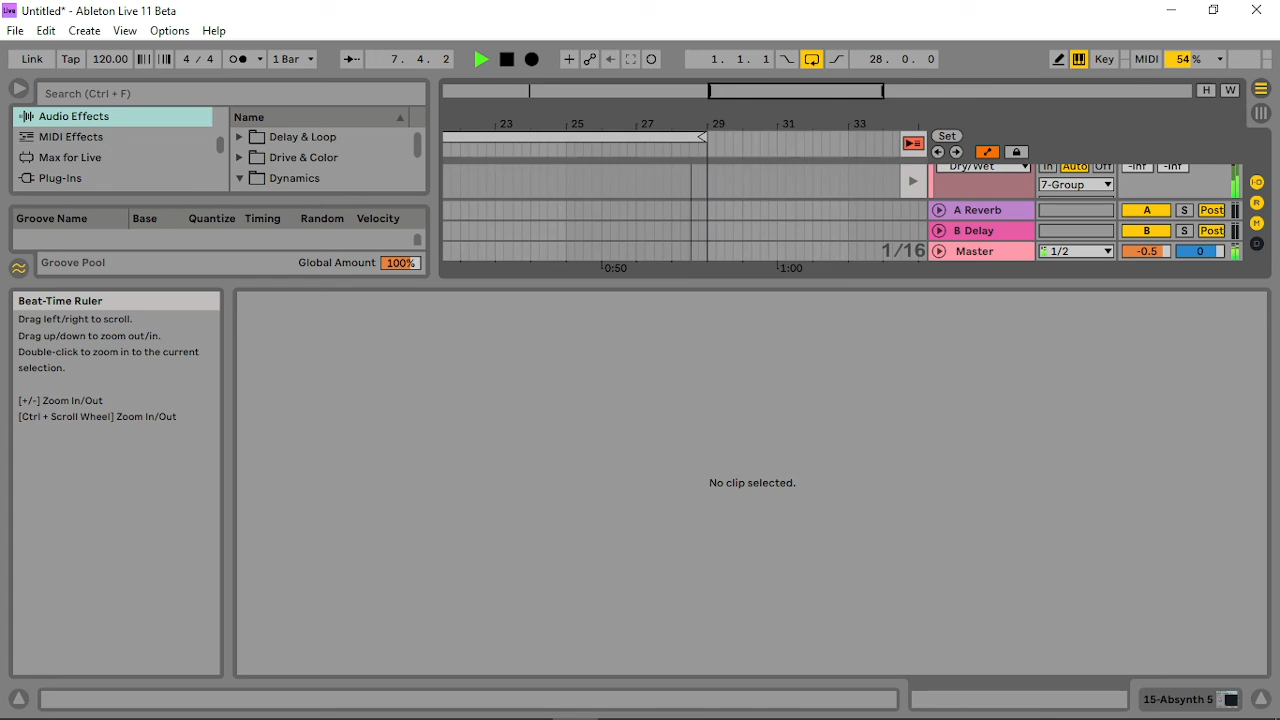 Live Untitled* - Ableton Live 11 Beta
File Edit Create View Options Help
Link Tap 120.00 4 / 4 1 Bar 7. 4. 2 1. 1. 1 28. 0. 0 Key MIDI 54 %
Search (Ctrl + F) H W
Audio Effects Name
MIDI Effects Delay & Loop
Max for Live Drive & Color
Plug-Ins Dynamics
23 25 27 29 31 33 Set
Dry/Wet In Auto Off -inf -inf
7-Group
A Reverb A S Post
B Delay B S Post
1/16 Master 1/2 -0.5 0
0:50 1:00
I·D
R
M
D
Groove Name Base Quantize Timing Random Velocity
Groove Pool Global Amount 100%
Beat-Time Ruler
Drag left/right to scroll.
Drag up/down to zoom out/in.
Double-click to zoom in to the current
selection.
[+/-] Zoom In/Out
[Ctrl + Scroll Wheel] Zoom In/Out
No clip selected.
15-Absynth 5